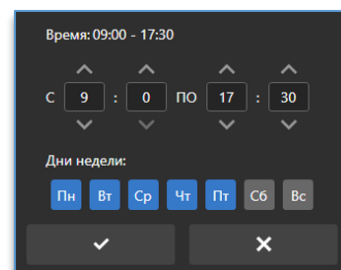 Время: 09:00 - 17:30
С 9 : 0 ПО 17 : 30
Дни недели:
Пн Вт Ср Чт Пт Сб Вс